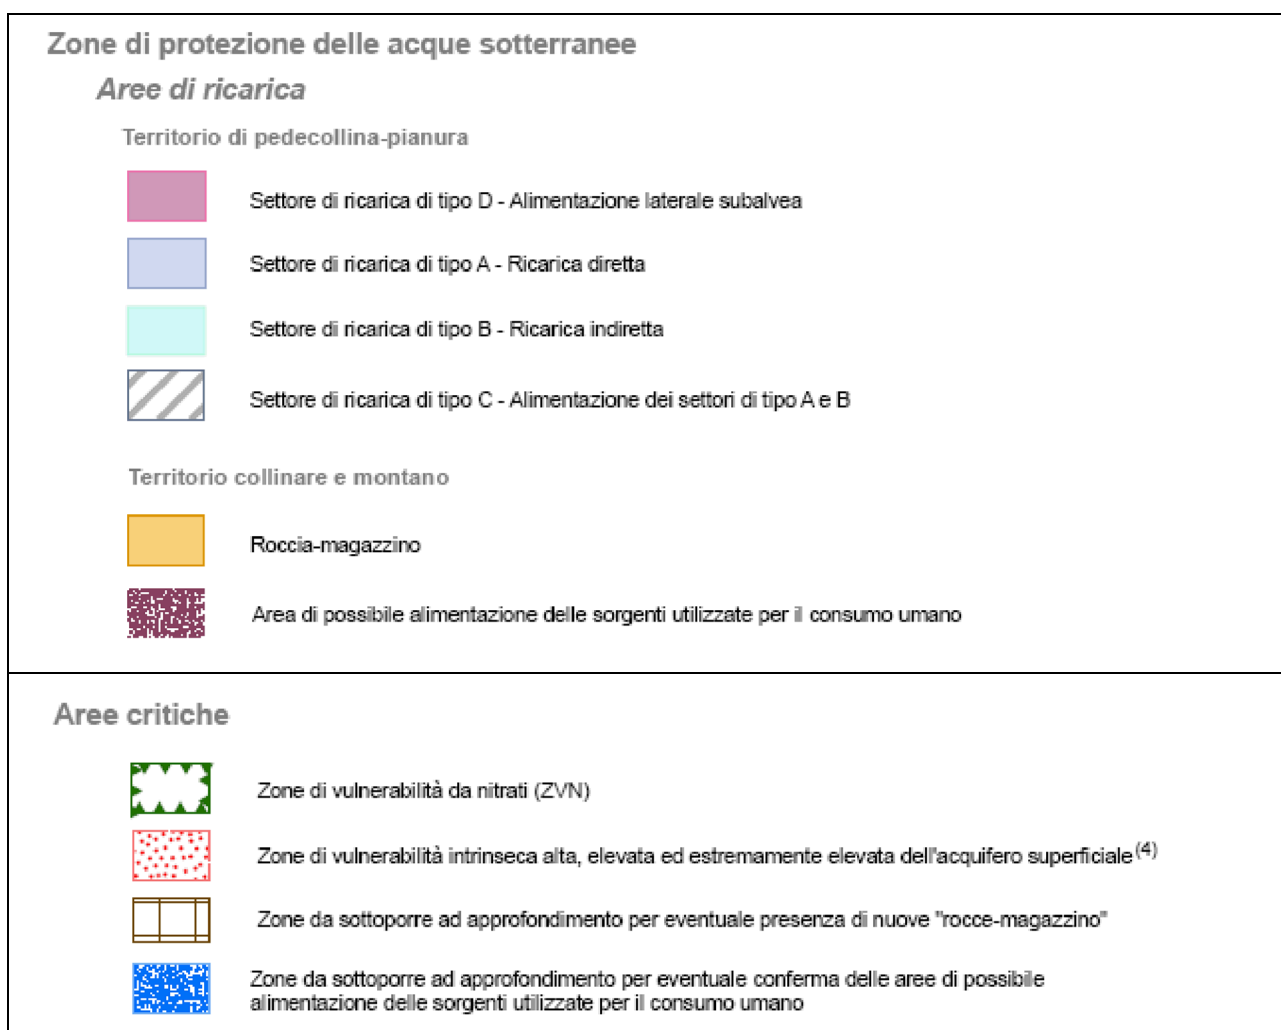 Zone di protezione delle acque sotterranee
Aree di ricarica
Territorio di pedecollina-pianura
Settore di ricarica di tipo D - Alimentazione laterale subalvea
Settore di ricarica di tipo A - Ricarica diretta
Settore di ricarica di tipo B - Ricarica indiretta
Settore di ricarica di tipo C - Alimentazione dei settori di tipo A e B
Territorio collinare e montano
Roccia-magazzino
Area di possibile alimentazione delle sorgenti utilizzate per il consumo umano
Aree critiche
Zone di vulnerabilità da nitrati (ZVN)
Zone di vulnerabilità intrinseca alta, elevata ed estremamente elevata dell'acquifero superficiale (4)
Zone da sottoporre ad approfondimento per eventuale presenza di nuove "rocce-magazzino"
Zone da sottoporre ad approfondimento per eventuale conferma delle aree di possibile
alimentazione delle sorgenti utilizzate per il consumo umano